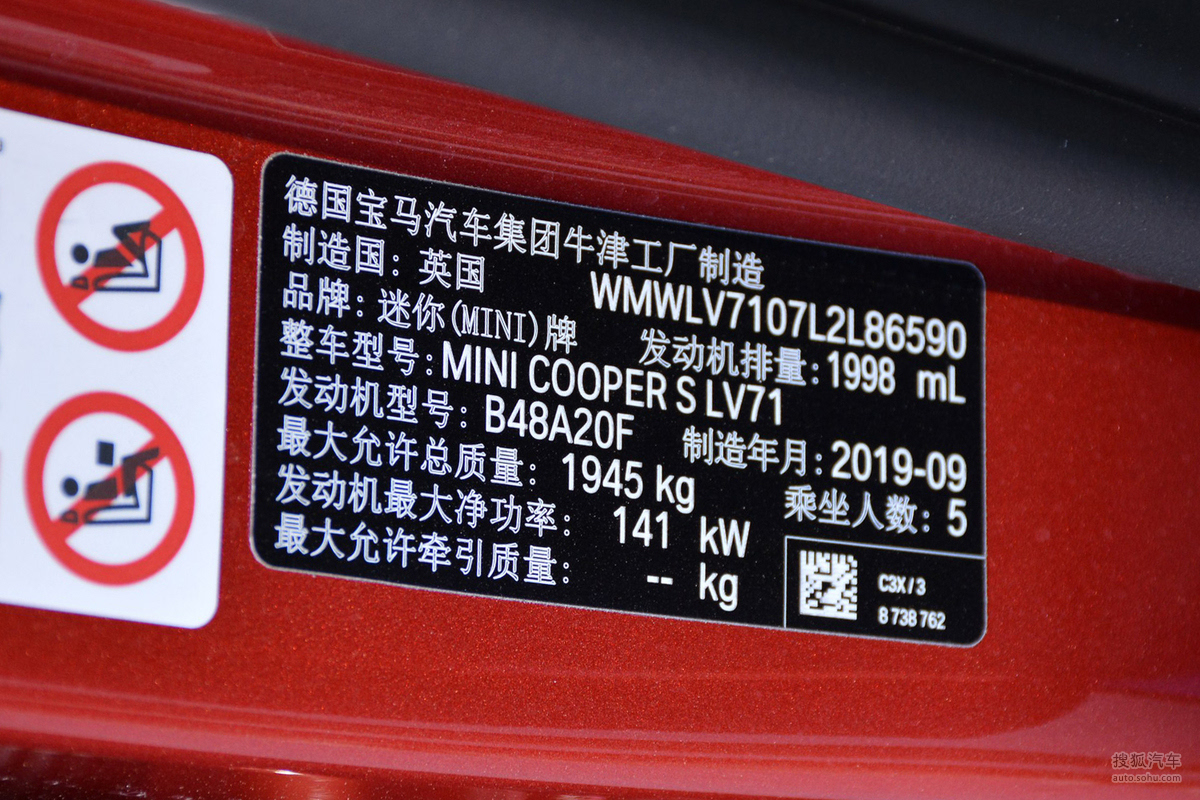 德国宝马汽车集团牛津工厂制造
制造国：英国 WMWLV7107L2L86590
品牌：迷你(MINI)牌 发动机排量：1998 mL
整车型号：MINI COOPER S LV71
发动机型号：B48A20F 制造年月：2019-09
最大允许总质量：1945 kg 乘坐人数：5
发动机最大净功率：141 kW
最大允许牵引质量：-- kg
C3X/3
8 738 762
搜狐汽车
auto.sohu.com